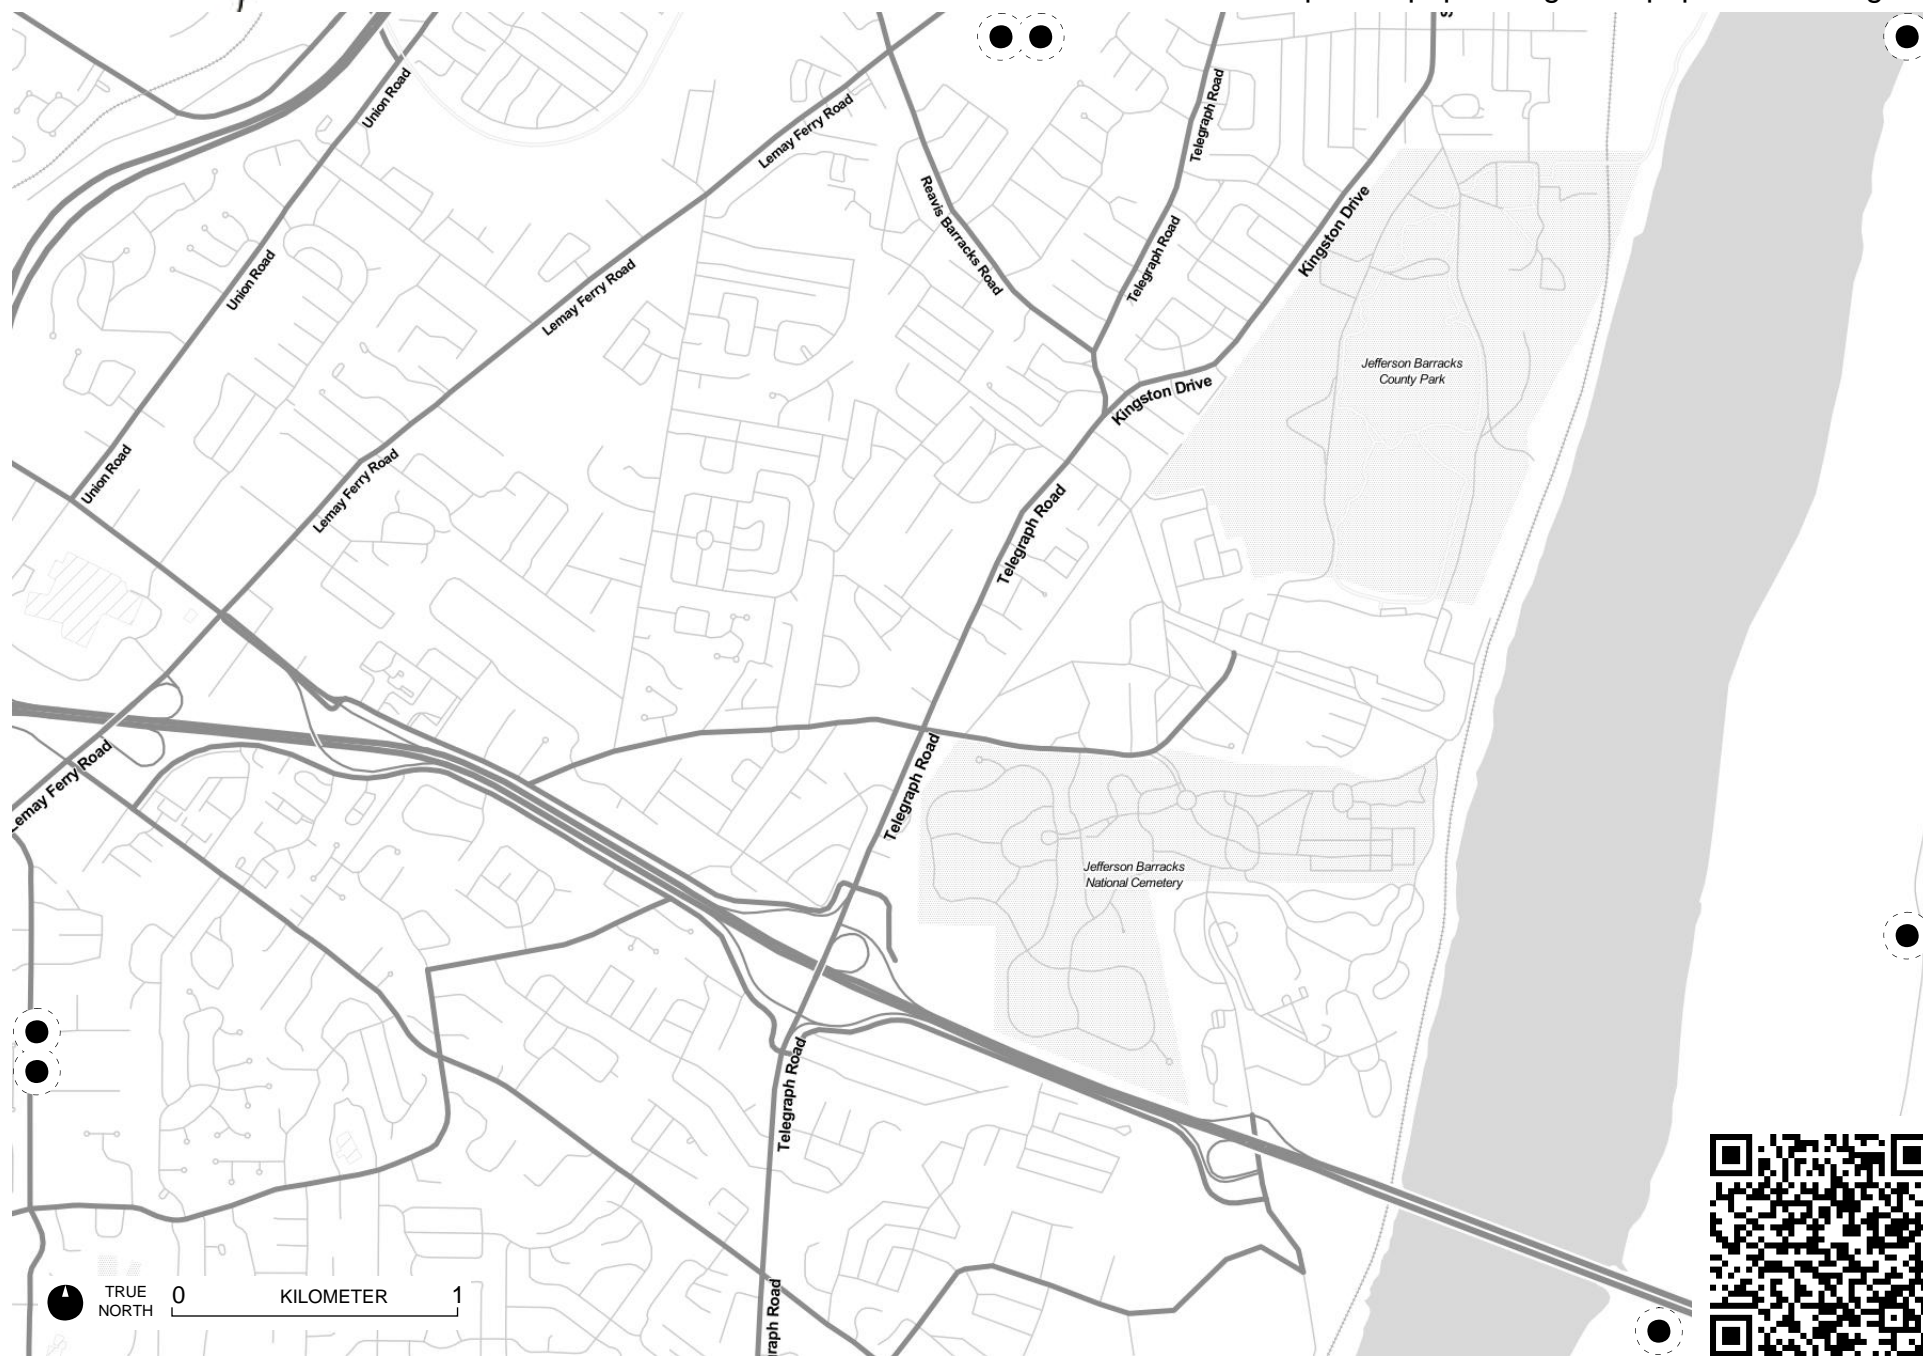 Union Road
Lemay Ferry Road
Telegraph Road
Reavis Barracks Road
Kingston Drive
Telegraph Road
Union Road
Lemay Ferry Road
Jefferson Barracks
County Park
Kingston Drive
Union Road
Lemay Ferry Road
Telegraph Road
Lemay Ferry Road
Telegraph Road
Jefferson Barracks
National Cemetery
Telegraph Road
TRUE
NORTH
0 KILOMETER 1
raph Road